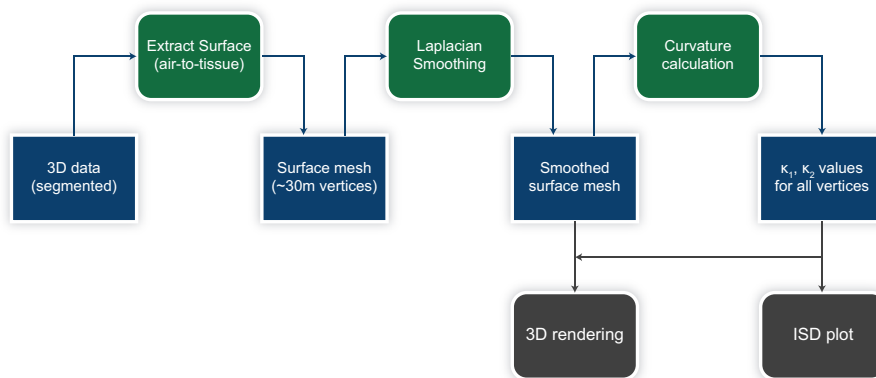 Extract Surface
(air-to-tissue)
Laplacian
Smoothing
Curvature
calculation
3D data
(segmented)
Surface mesh
(~30m vertices)
Smoothed
surface mesh
κ₁, κ₂ values
for all vertices
3D rendering
ISD plot